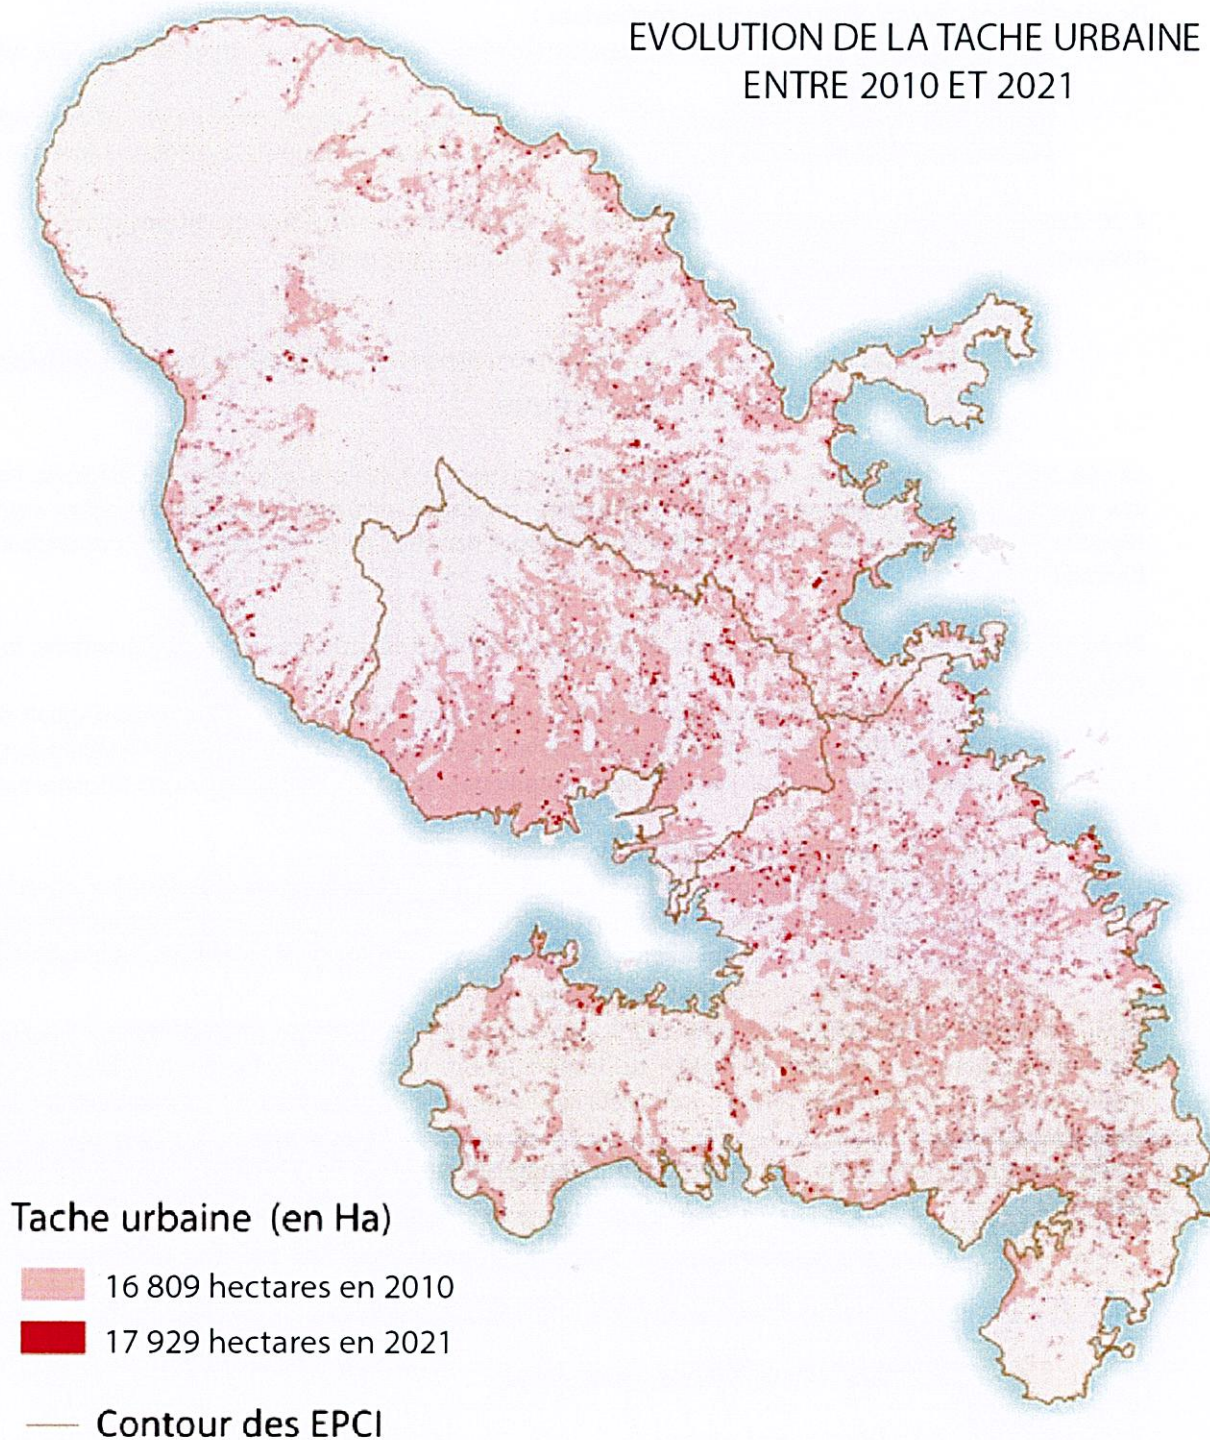 EVOLUTION DE LA TACHE URBAINE
ENTRE 2010 ET 2021
Tache urbaine (en Ha)
16 809 hectares en 2010
17 929 hectares en 2021
Contour des EPCI